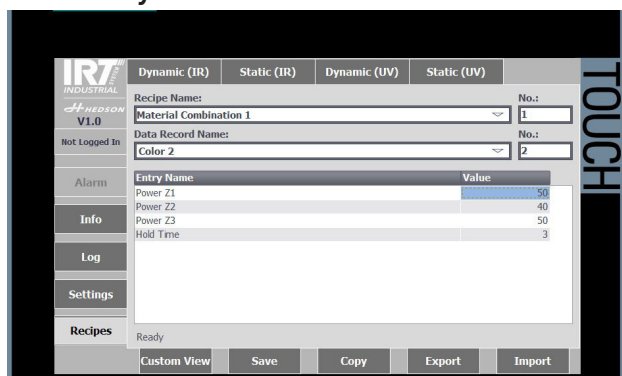 IRT
INDUSTRIAL
HEDSON
V1.0
Not Logged In
Alarm
Info
Log
Settings
Recipes
Dynamic (IR) Static (IR) Dynamic (UV) Static (UV)
Recipe Name: No.:
Material Combination 1 1
Data Record Name: No.:
Color 2 2
Entry Name Value
Power Z1 50
Power Z2 40
Power Z3 50
Hold Time 3
Ready
Custom View Save Copy Export Import
TOUCH